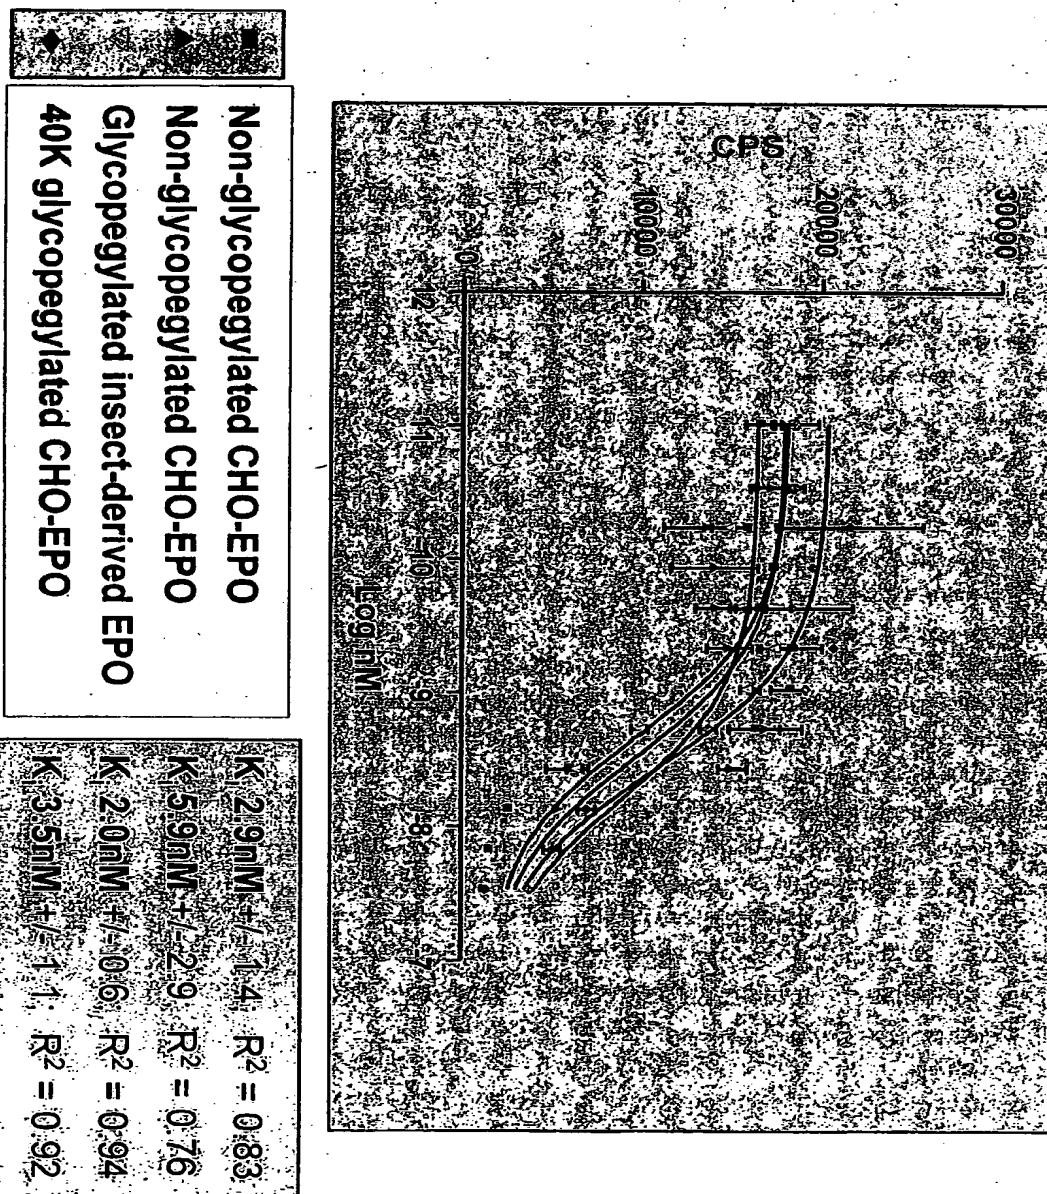 CPS
30000
20000
10000
0
-12
-11
-10
-9
-8
-7
Log nM
Non-glycopegylated CHO-EPO
Non-glycopegylated CHO-EPO
Glycopegylated insect-derived EPO
40K glycopegylated CHO-EPO
K 2.9nM +/- 1.4; R² = 0.83
K 5.9nM +/- 2.9; R² = 0.76
K 2.0nM +/- 0.6; R² = 0.94
K 3.5nM +/- 1.1; R² = 0.92